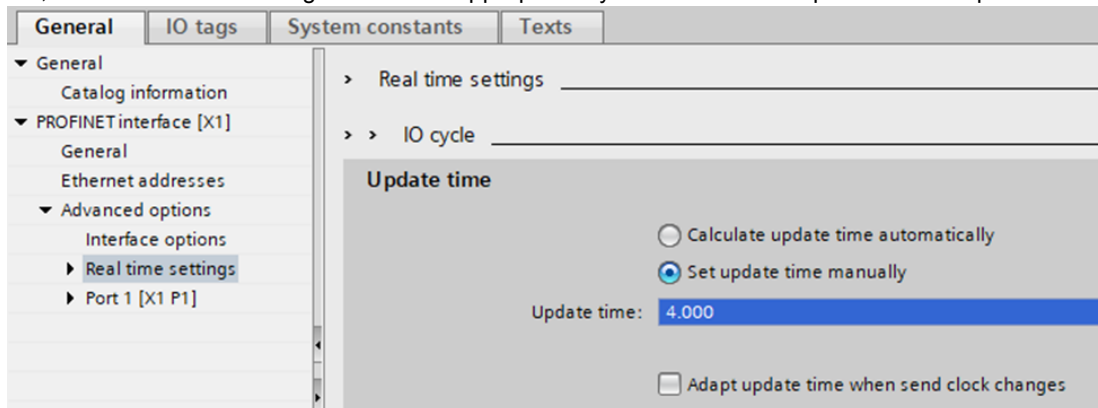 General IO tags System constants Texts
General
Catalog information
PROFINET interface [X1]
General
Ethernet addresses
Advanced options
Interface options
Real time settings
Port 1 [X1 P1]
Real time settings
IO cycle
Update time
Calculate update time automatically
Set update time manually
Update time: 4.000
Adapt update time when send clock changes